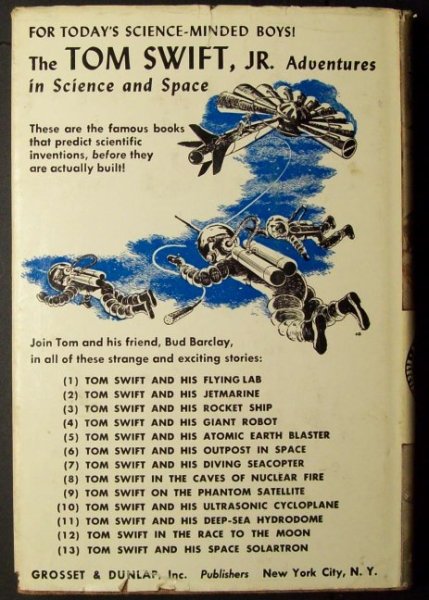 FOR TODAY'S SCIENCE-MINDED BOYS!
The TOM SWIFT, JR. Adventures
in Science and Space
These are the famous books
that predict scientific
inventions, before they
are actually built!
Join Tom and his friend, Bud Barclay,
in all of these strange and exciting stories:
(1) TOM SWIFT AND HIS FLYING LAB
(2) TOM SWIFT AND HIS JETMARINE
(3) TOM SWIFT AND HIS ROCKET SHIP
(4) TOM SWIFT AND HIS GIANT ROBOT
(5) TOM SWIFT AND HIS ATOMIC EARTH BLASTER
(6) TOM SWIFT AND HIS OUTPOST IN SPACE
(7) TOM SWIFT AND HIS DIVING SEACOPTER
(8) TOM SWIFT IN THE CAVES OF NUCLEAR FIRE
(9) TOM SWIFT ON THE PHANTOM SATELLITE
(10) TOM SWIFT AND HIS ULTRASONIC CYCLOPLANE
(11) TOM SWIFT AND HIS DEEP-SEA HYDRODOME
(12) TOM SWIFT IN THE RACE TO THE MOON
(13) TOM SWIFT AND HIS SPACE SOLARTRON
GROSSET & DUNLAP, Inc. Publishers New York City, N. Y.